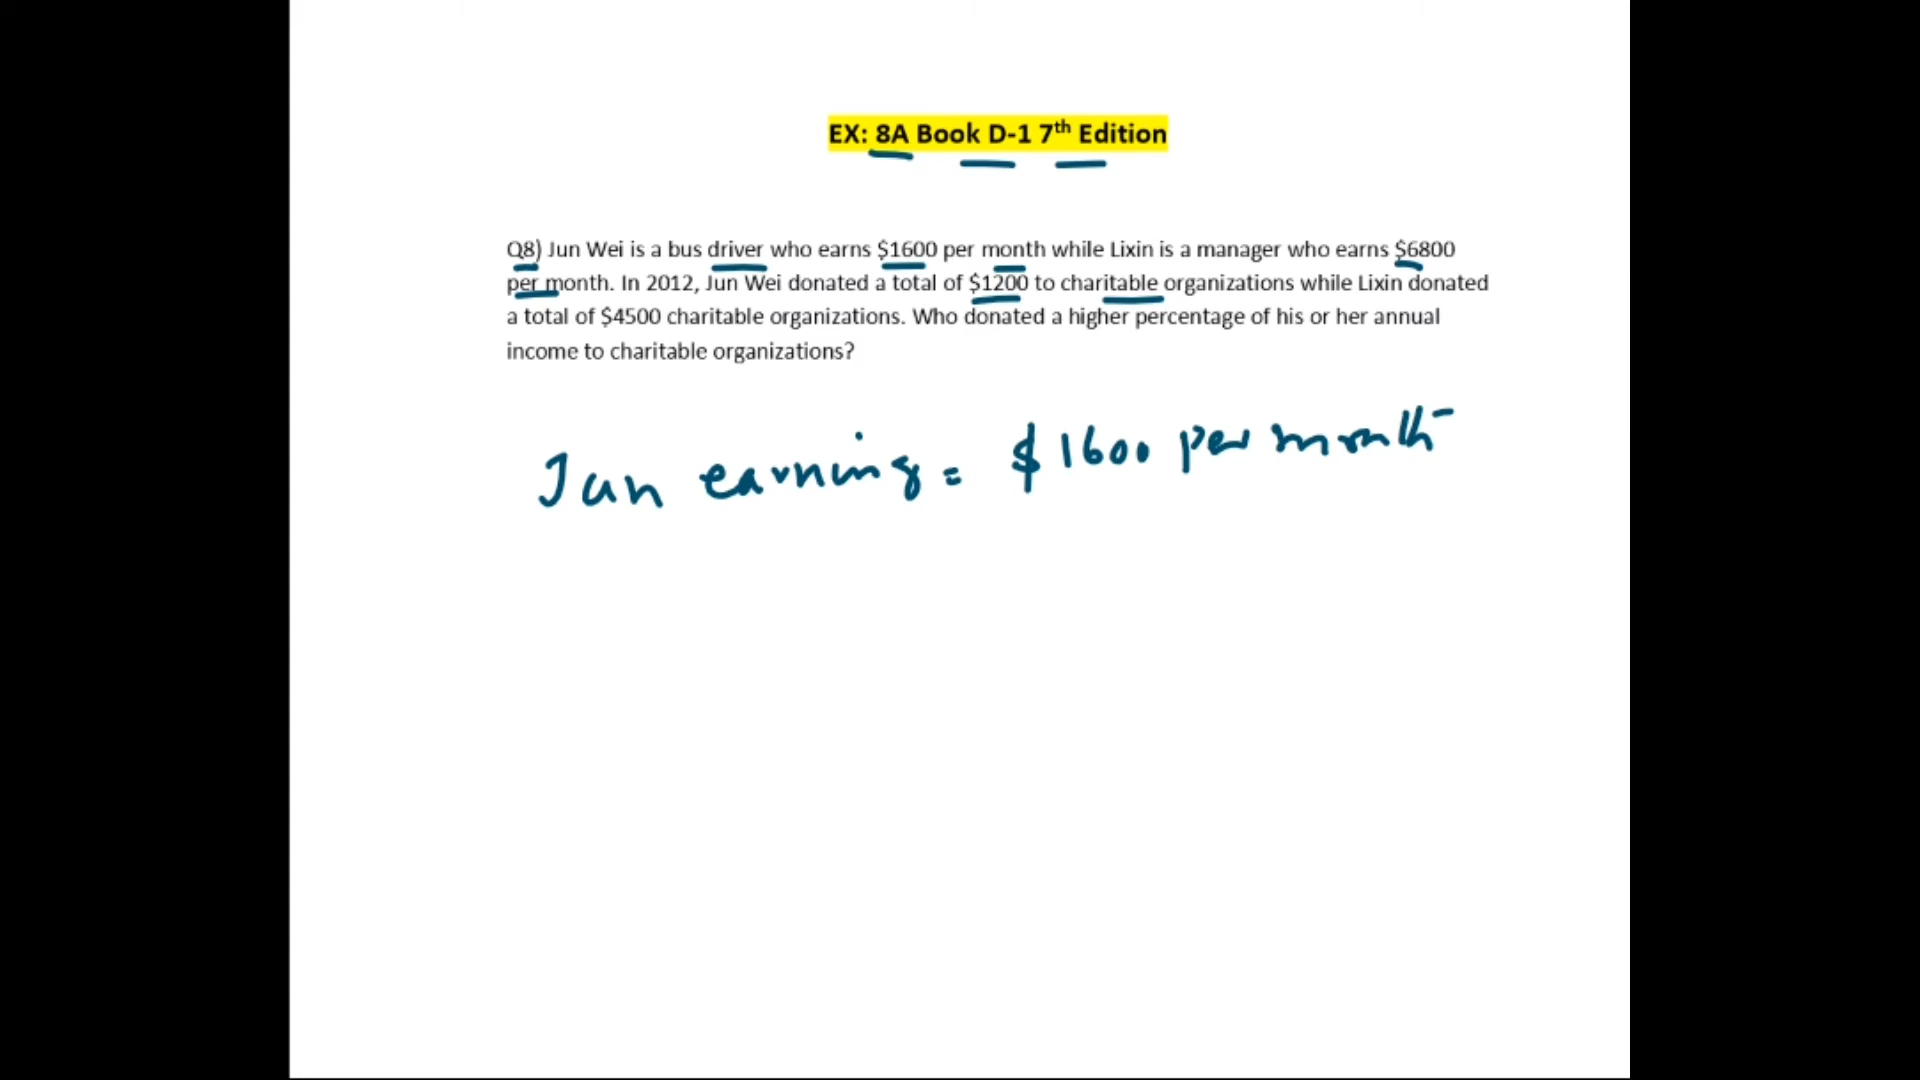 EX: 8A Book D-1 7th Edition
Q8) Jun Wei is a bus driver who earns $1600 per month while Lixin is a manager who earns $6800
per month. In 2012, Jun Wei donated a total of $1200 to charitable organizations while Lixin donated
a total of $4500 charitable organizations. Who donated a higher percentage of his or her annual
income to charitable organizations?
Jun earning = $1600 per month